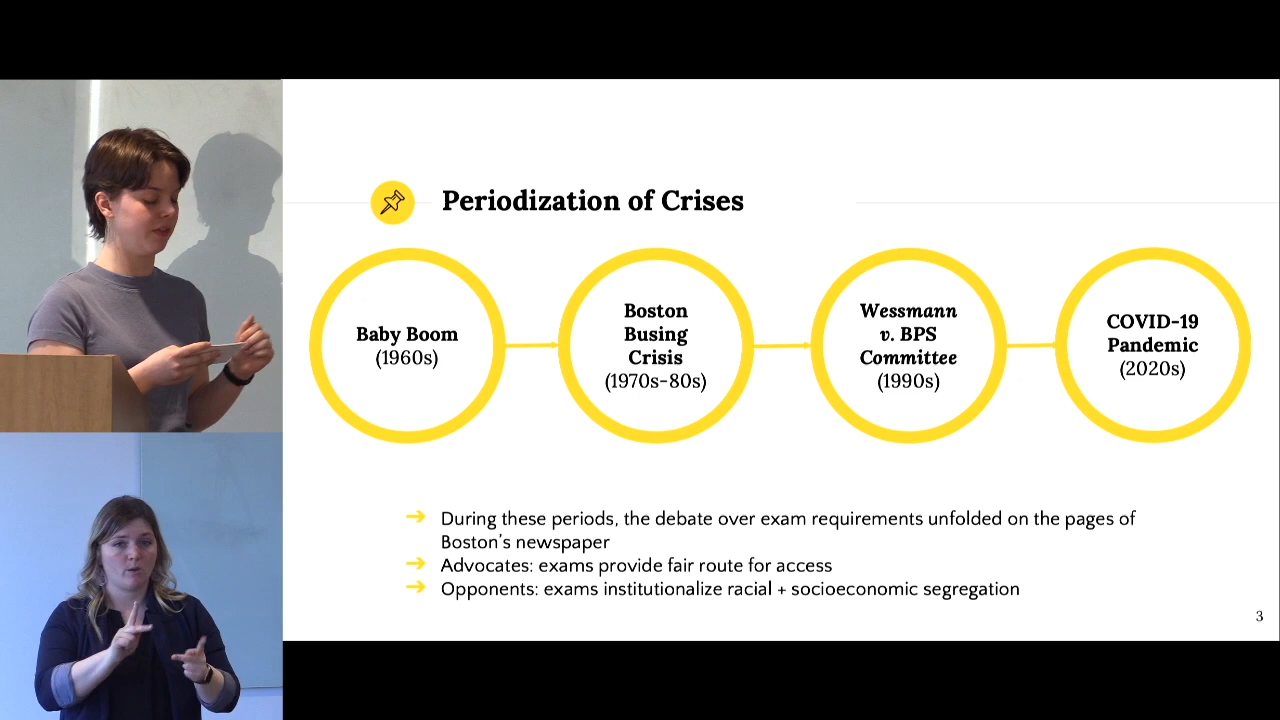 Periodization of Crises
Baby Boom
(1960s)
Boston
Busing
Crisis
(1970s-80s)
Wessmann
v. BPS
Committee
(1990s)
COVID-19
Pandemic
(2020s)
During these periods, the debate over exam requirements unfolded on the pages of
Boston's newspaper
Advocates: exams provide fair route for access
Opponents: exams institutionalize racial + socioeconomic segregation
3